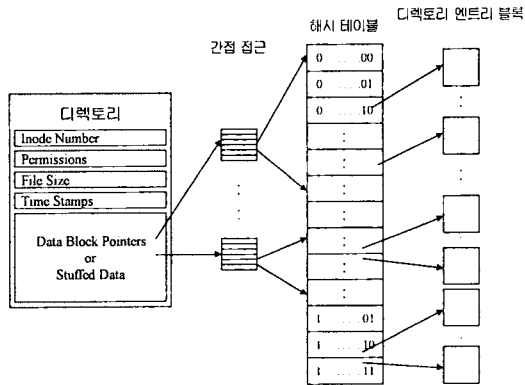 해시 테이블
디렉토리 엔트리 블록
간접 접근
디렉토리
Inode Number
Permissions
File Size
Time Stamps
Data Block Pointers
or
Stuffed Data
0 .....00
0 .....01
0 .....10
1 .....01
1 .....10
1 .....11